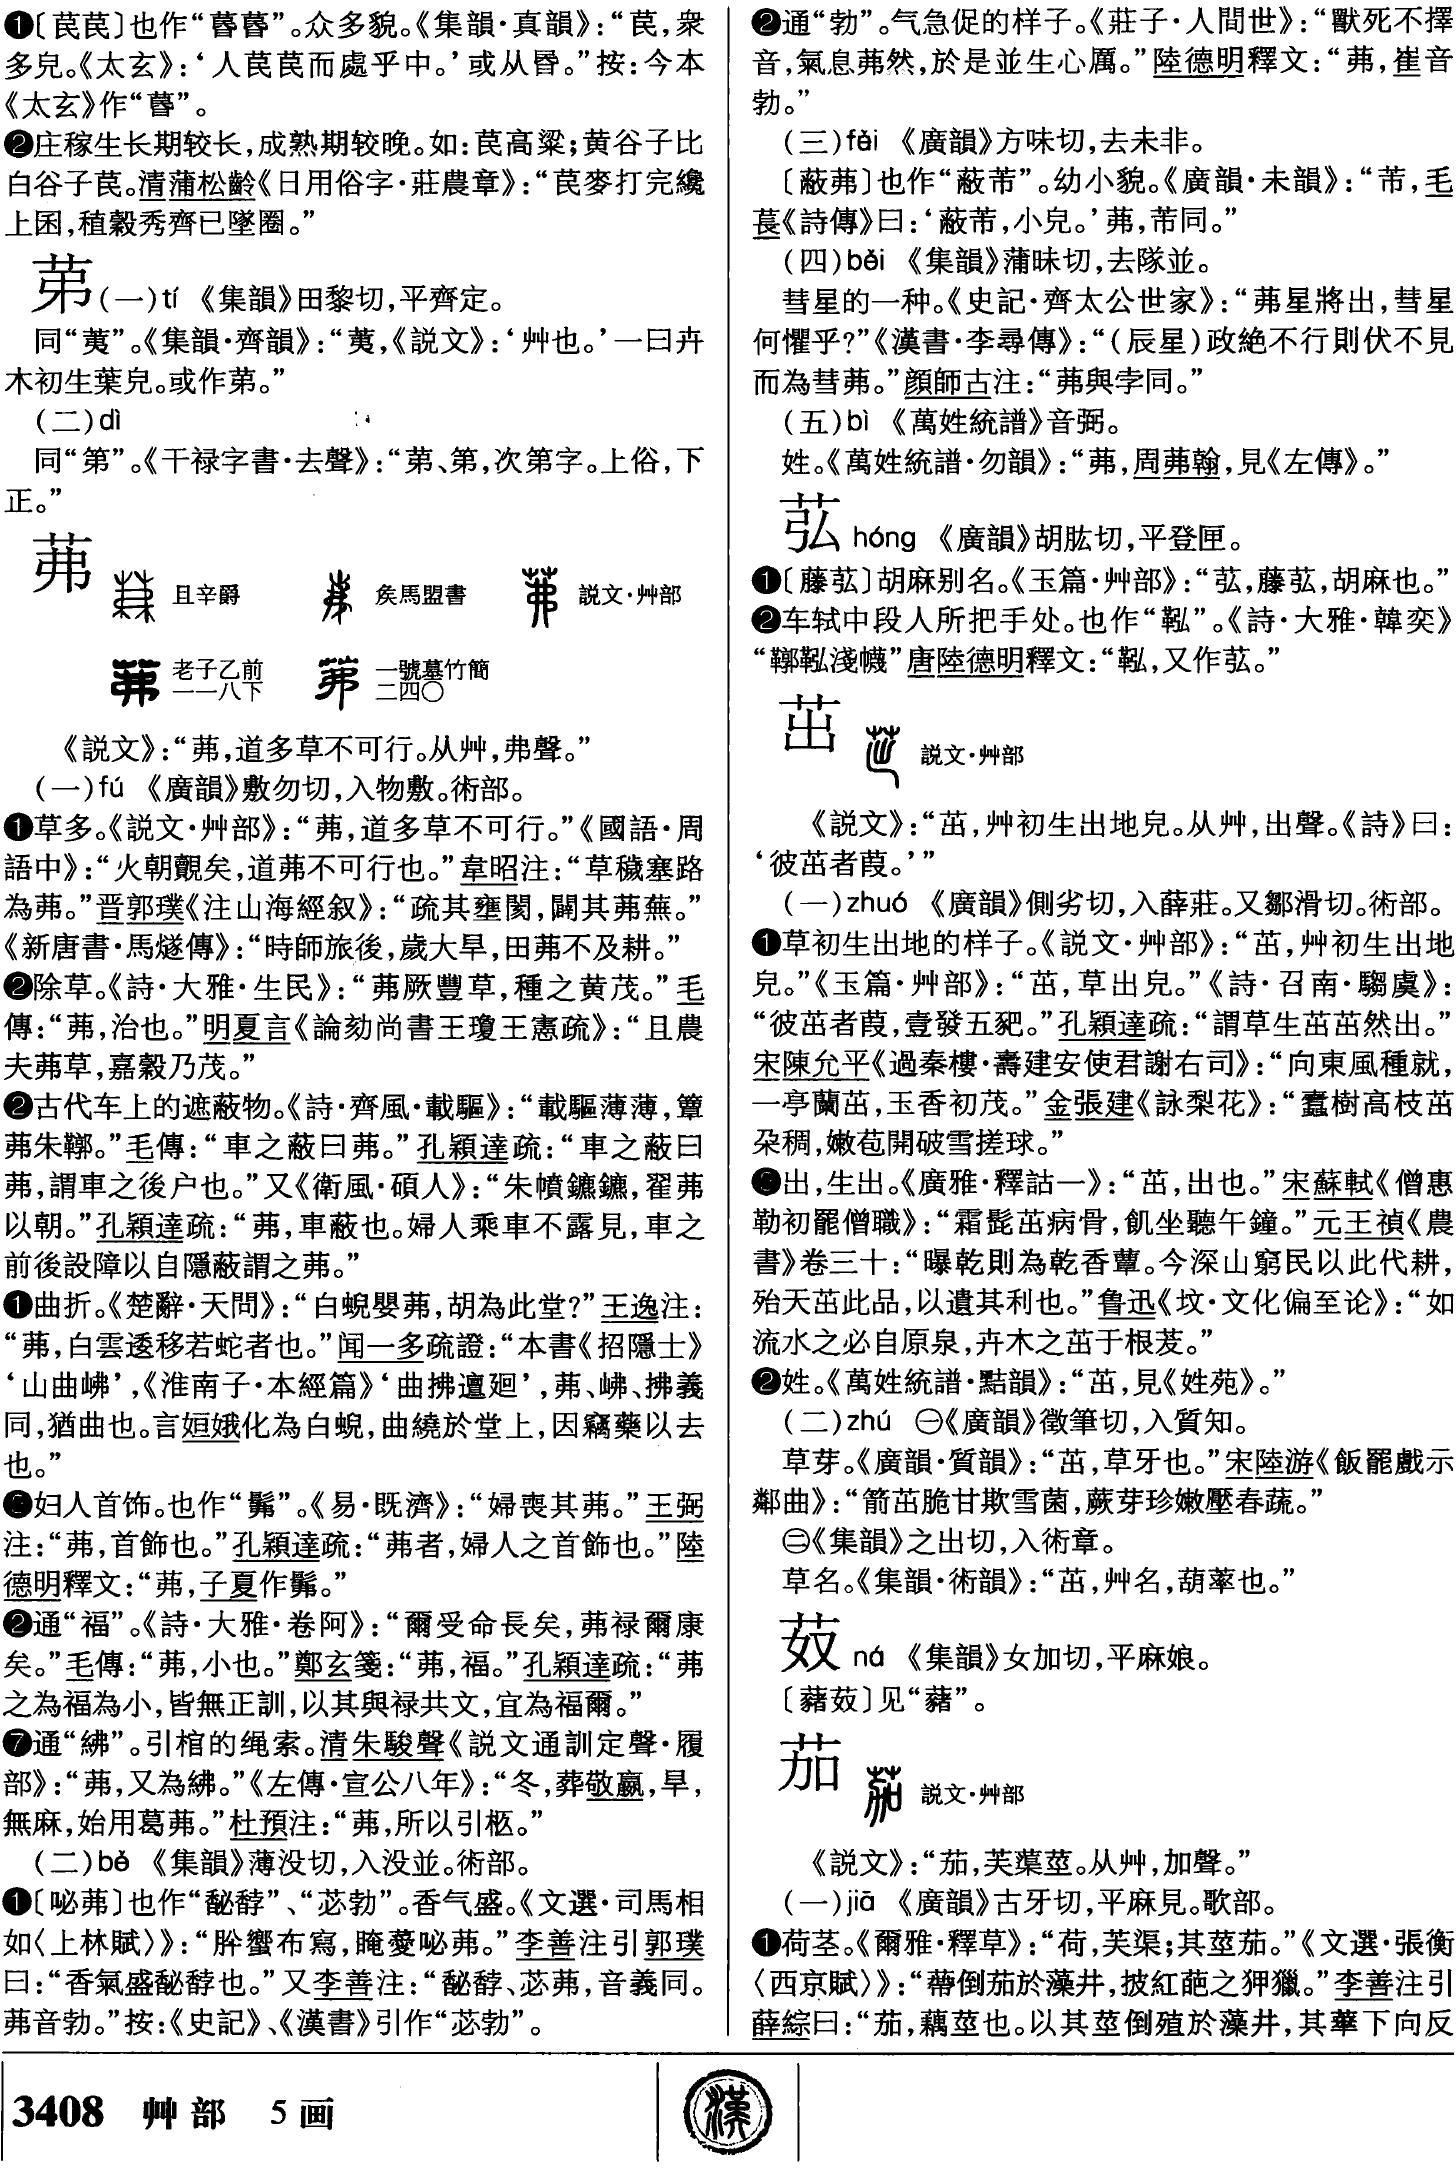 ❶〔苠苠〕也作“暋暋”。众多貌。《集韻·真韻》：“苠，衆
多皃。《太玄》：‘人苠苠而處乎中。’或从昬。”按：今本
《太玄》作“暋”。
❷庄稼生长期较长，成熟期较晚。如：苠高粱；黄谷子比
白谷子苠。清蒲松齡《日用俗字·莊農章》：“苠麥打完纔
上囷，稙穀秀齊已墜圈。”
苐(一)tí 《集韻》田黎切，平齊定。
同“荑”。《集韻·齊韻》：“荑，《説文》：‘艸也。’一曰卉
木初生葉皃。或作苐。”
(二)dì
同“第”。《干禄字書·去聲》：“苐、第，次第字。上俗，下
正。”
茀 且辛爵 矦馬盟書 説文·艸部
老子乙前一一八下 一號墓竹簡二四〇
《説文》：“茀，道多草不可行。从艸，弗聲。”
(一)fú 《廣韻》敷勿切，入物敷。術部。
❶草多。《説文·艸部》：“茀，道多草不可行。”《國語·周
語中》：“火朝覿矣，道茀不可行也。”韋昭注：“草穢塞路
為茀。”晋郭璞《注山海經叙》：“疏其壅閡，闢其茀蕪。”
《新唐書·馬燧傳》：“時師旅後，歲大旱，田茀不及耕。”
❷除草。《詩·大雅·生民》：“茀厥豐草，種之黄茂。”毛
傳：“茀，治也。”明夏言《論劾尚書王瓊王憲疏》：“且農
夫茀草，嘉穀乃茂。”
❷古代车上的遮蔽物。《詩·齊風·載驅》：“載驅薄薄，簟
茀朱鞹。”毛傳：“車之蔽曰茀。”孔穎達疏：“車之蔽曰
茀，謂車之後户也。”又《衛風·碩人》：“朱幩鑣鑣，翟茀
以朝。”孔穎達疏：“茀，車蔽也。婦人乘車不露見，車之
前後設障以自隱蔽謂之茀。”
❶曲折。《楚辭·天問》：“白蜺嬰茀，胡為此堂？”王逸注：
“茀，白雲逶移若蛇者也。”闻一多疏證：“本書《招隱士》
‘山曲岪’，《淮南子·本經篇》‘曲拂邅廻’，茀、岪、拂義
同，猶曲也。言姮娥化為白蜺，曲繞於堂上，因竊藥以去
也。”
❺妇人首饰。也作“髴”。《易·既濟》：“婦喪其茀。”王弼
注：“茀，首飾也。”孔穎達疏：“茀者，婦人之首飾也。”陸
德明釋文：“茀，子夏作髴。”
❷通“福”。《詩·大雅·卷阿》：“爾受命長矣，茀禄爾康
矣。”毛傳：“茀，小也。”鄭玄箋：“茀，福。”孔穎達疏：“茀
之為福為小，皆無正訓，以其與禄共文，宜為福爾。”
❼通“紼”。引棺的绳索。清朱駿聲《説文通訓定聲·履
部》：“茀，又為紼。”《左傳·宣公八年》：“冬，葬敬嬴，旱，
無麻，始用葛茀。”杜預注：“茀，所以引柩。”
(二)bó 《集韻》薄没切，入没並。術部。
❶〔咇茀〕也作“馝馞”、“苾勃”。香气盛。《文選·司馬相
如〈上林賦〉》：“肸蠁布寫，晻薆咇茀。”李善注引郭璞
曰：“香氣盛馝馞也。”又李善注：“馝馞、苾茀，音義同。
茀音勃。”按：《史記》、《漢書》引作“苾勃”。
❷通“勃”。气急促的样子。《莊子·人間世》：“獸死不擇
音，氣息茀然，於是並生心厲。”陸德明釋文：“茀，崔音
勃。”
(三)fèi 《廣韻》方味切，去未非。
〔蔽茀〕也作“蔽芾”。幼小貌。《廣韻·未韻》：“芾，毛
萇《詩傳》曰：‘蔽芾，小皃。’茀，芾同。”
(四)bèi 《集韻》蒲昧切，去隊並。
彗星的一种。《史記·齊太公世家》：“茀星將出，彗星
何懼乎？”《漢書·李尋傳》：“(辰星)政絶不行則伏不見
而為彗茀。”顔師古注：“茀與孛同。”
(五)bì 《萬姓統譜》音弼。
姓。《萬姓統譜·勿韻》：“茀，周茀翰，見《左傳》。”
苰 hóng 《廣韻》胡肱切，平登匣。
❶〔藤苰〕胡麻别名。《玉篇·艸部》：“苰，藤苰，胡麻也。”
❷车轼中段人所把手处。也作“鞃”。《詩·大雅·韓奕》
“鞹鞃淺幭”唐陸德明釋文：“鞃，又作苰。”
茁 説文·艸部
《説文》：“茁，艸初生出地皃。从艸，出聲。《詩》曰：
‘彼茁者葭。’”
(一)zhuó 《廣韻》側劣切，入薛莊。又鄒滑切。術部。
❶草初生出地的样子。《説文·艸部》：“茁，艸初生出地
皃。”《玉篇·艸部》：“茁，草出皃。”《詩·召南·騶虞》：
“彼茁者葭，壹發五豝。”孔穎達疏：“謂草生茁茁然出。”
宋陳允平《過秦樓·壽建安使君謝右司》：“向東風種就，
一亭蘭茁，玉香初茂。”金張建《詠梨花》：“蠹樹高枝茁
朶稠，嫩苞開破雪搓球。”
❸出，生出。《廣雅·釋詁一》：“茁，出也。”宋蘇軾《僧惠
勒初罷僧職》：“霜髭茁病骨，飢坐聽午鐘。”元王禎《農
書》卷三十：“曝乾則為乾香蕈。今深山窮民以此代耕，
殆天茁此品，以遺其利也。”鲁迅《坟·文化偏至论》：“如
流水之必自原泉，卉木之茁于根荄。”
❷姓。《萬姓統譜·黠韻》：“茁，見《姓苑》。”
(二)zhú ㊀《廣韻》徵筆切，入質知。
草芽。《廣韻·質韻》：“茁，草牙也。”宋陸游《飯罷戲示
鄰曲》：“箭茁脆甘欺雪菌，蕨芽珍嫩壓春蔬。”
㊁《集韻》之出切，入術章。
草名。《集韻·術韻》：“茁，艸名，葫蔢也。”
䒟 ná 《集韻》女加切，平麻娘。
〔藸䒟〕见“藸”。
茄 説文·艸部
《説文》：“茄，芙蕖莖。从艸，加聲。”
(一)jiā 《廣韻》古牙切，平麻見。歌部。
❶荷茎。《爾雅·釋草》：“荷，芙渠；其莖茄。”《文選·張衡
〈西京賦〉》：“蔕倒茄於藻井，披紅葩之狎獵。”李善注引
薛綜曰：“茄，藕莖也。以其莖倒殖於藻井，其華下向反
3408 艸部 5画
漢